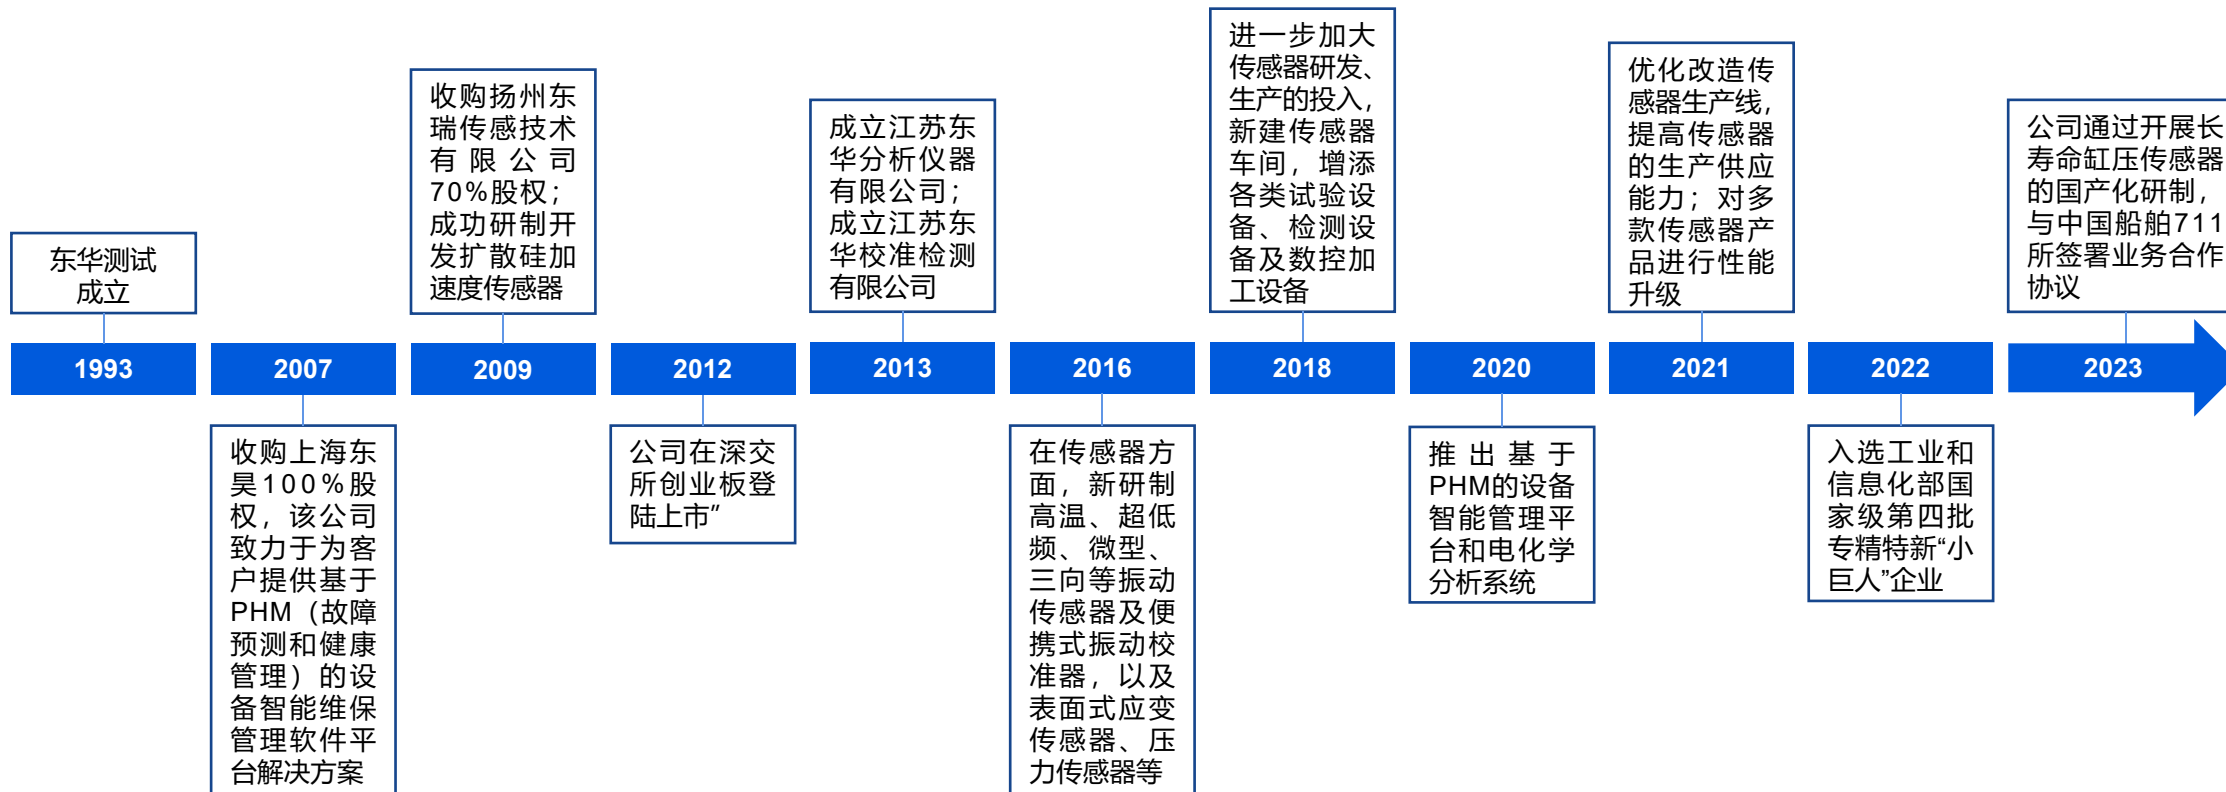 东华测试
成立
收购扬州东
瑞传感技术
有限公司
70%股权；
成功研制开
发扩散硅加
速度传感器
成立江苏东
华分析仪器
有限公司；
成立江苏东
华校准检测
有限公司
进一步加大
传感器研发、
生产的投入，
新建传感器
车间，增添
各类试验设
备、检测设
备及数控加
工设备
优化改造传
感器生产线，
提高传感器
的生产供应
能力；对多
款传感器产
品进行性能
升级
公司通过开展长
寿命缸压传感器
的国产化研制，
与中国船舶711
所签署业务合作
协议
1993 2007 2009 2012 2013 2016 2018 2020 2021 2022 2023
收购上海东
昊100%股
权，该公司
致力于为客
户提供基于
PHM（故障
预测和健康
管理）的设
备智能维保
管理软件平
台解决方案
公司在深交
所创业板登
陆上市”
在传感器方
面，新研制
高温、超低
频、微型、
三向等振动
传感器及便
携式振动校
准器，以及
表面式应变
传感器、压
力传感器等
推出基于
PHM的设备
智能管理平
台和电化学
分析系统
入选工业和
信息化部国
家级第四批
专精特新“小
巨人”企业